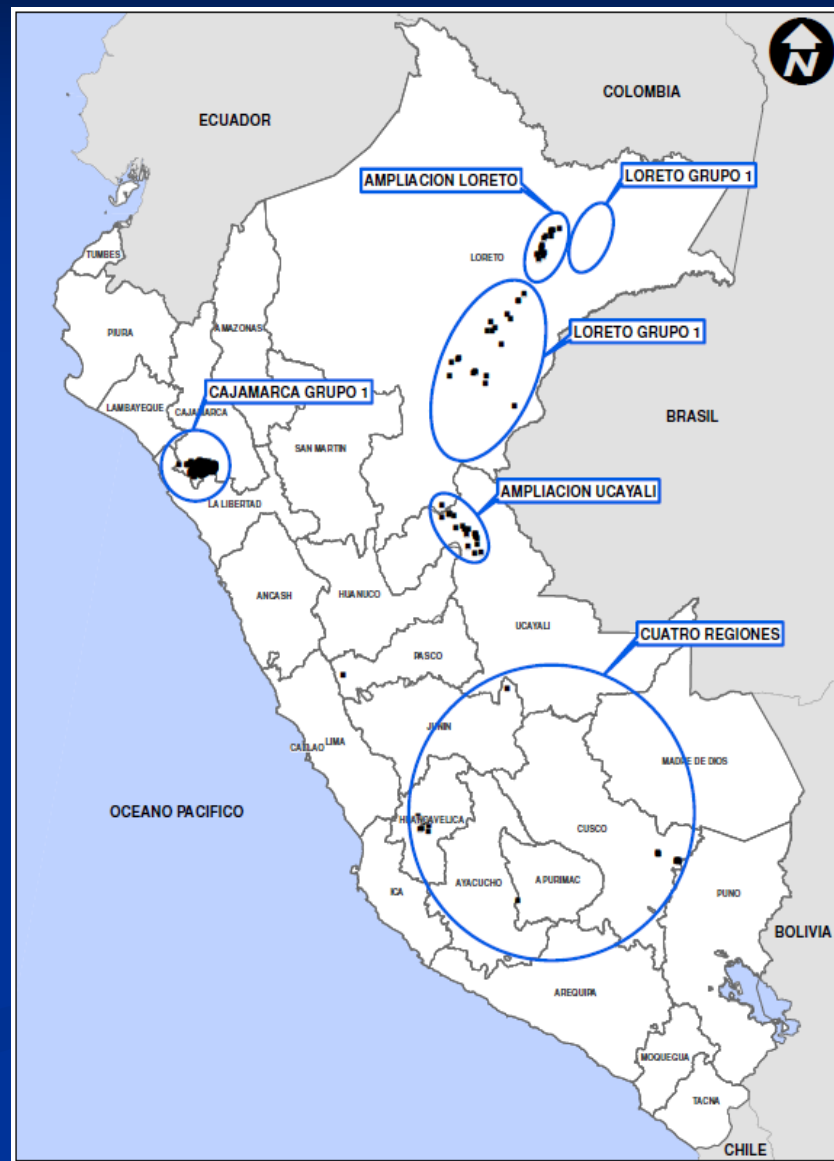 N
COLOMBIA
ECUADOR
AMPLIACION LORETO
LORETO GRUPO 1
TUMBES
LORETO
PIURA
AMAZONAS
LORETO GRUPO 1
CAJAMARCA GRUPO 1
LAMBAYEQUE
CAJAMARCA
BRASIL
SAN MARTIN
AMPLIACION UCAYALI
LA LIBERTAD
ANCASH
HUANUCO
UCAYALI
CUATRO REGIONES
PASCO
JUNIN
LIMA
CALLAO
MADRE DE DIOS
OCEANO PACIFICO
HUANCAVELICA
CUSCO
AYACUCHO
APURIMAC
ICA
PUNO
BOLIVIA
AREQUIPA
MOQUEGUA
TACNA
CHILE